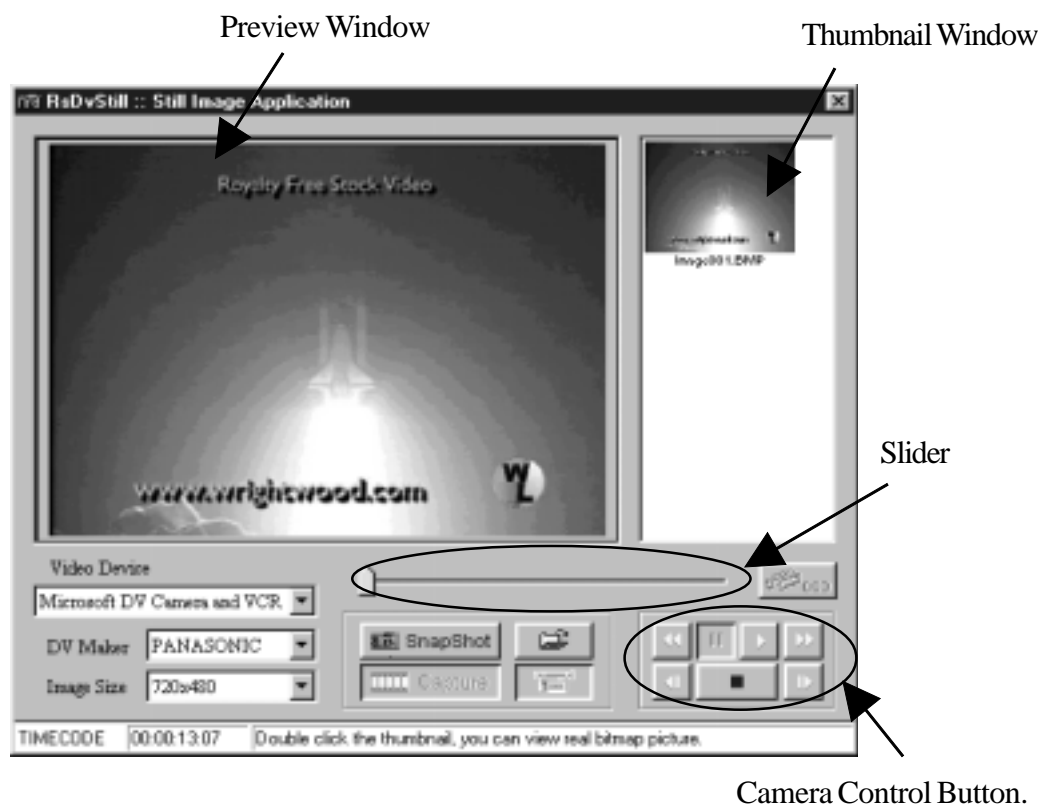 Preview Window
Thumbnail Window
RsDvStill :: Still Image Application
Royalty Free Stock Video
Image001.BMP
www.wrightwood.com
WL
Slider
Video Device
Microsoft DV Camera and VCR
DV Maker PANASONIC
Image Size 720x480
SnapShot
Capture
TIMECODE 00:00:13:07 Double click the thumbnail, you can view real bitmap picture.
Camera Control Button.